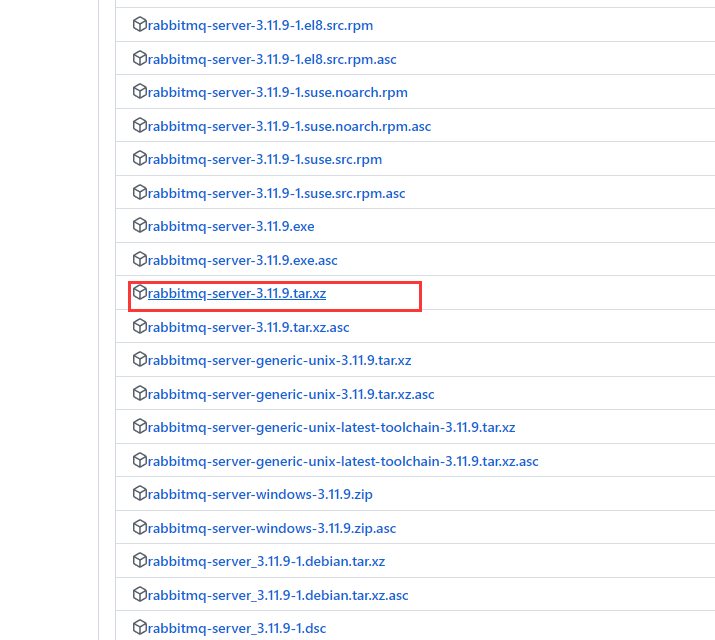 rabbitmq-server-3.11.9-1.el8.src.rpm
rabbitmq-server-3.11.9-1.el8.src.rpm.asc
rabbitmq-server-3.11.9-1.suse.noarch.rpm
rabbitmq-server-3.11.9-1.suse.noarch.rpm.asc
rabbitmq-server-3.11.9-1.suse.src.rpm
rabbitmq-server-3.11.9-1.suse.src.rpm.asc
rabbitmq-server-3.11.9.exe
rabbitmq-server-3.11.9.exe.asc
rabbitmq-server-3.11.9.tar.xz
rabbitmq-server-3.11.9.tar.xz.asc
rabbitmq-server-generic-unix-3.11.9.tar.xz
rabbitmq-server-generic-unix-3.11.9.tar.xz.asc
rabbitmq-server-generic-unix-latest-toolchain-3.11.9.tar.xz
rabbitmq-server-generic-unix-latest-toolchain-3.11.9.tar.xz.asc
rabbitmq-server-windows-3.11.9.zip
rabbitmq-server-windows-3.11.9.zip.asc
rabbitmq-server_3.11.9-1.debian.tar.xz
rabbitmq-server_3.11.9-1.debian.tar.xz.asc
rabbitmq-server_3.11.9-1.dsc